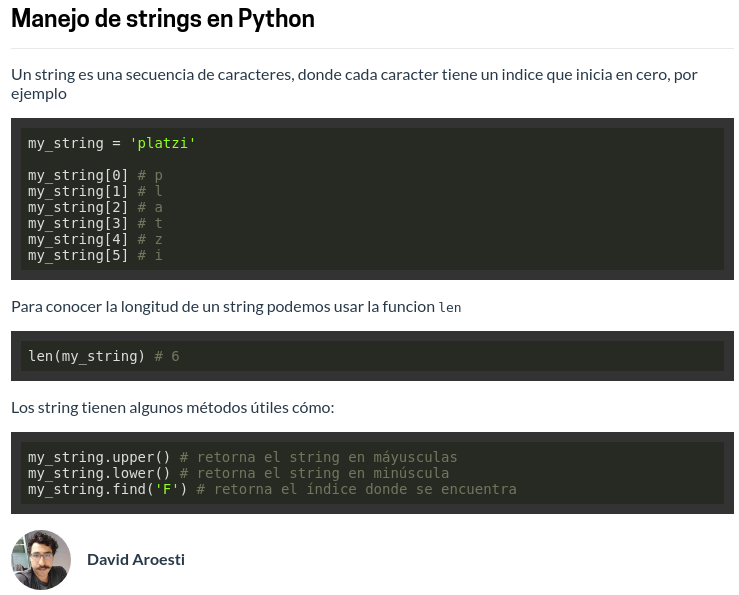 Manejo de strings en Python
Un string es una secuencia de caracteres, donde cada caracter tiene un indice que inicia en cero, por
ejemplo
my_string = 'platzi'
my_string[0] # p
my_string[1] # l
my_string[2] # a
my_string[3] # t
my_string[4] # z
my_string[5] # i
Para conocer la longitud de un string podemos usar la funcion len
len(my_string) # 6
Los string tienen algunos métodos útiles cómo:
my_string.upper() # retorna el string en máyusculas
my_string.lower() # retorna el string en minúscula
my_string.find('F') # retorna el índice donde se encuentra
David Aroesti